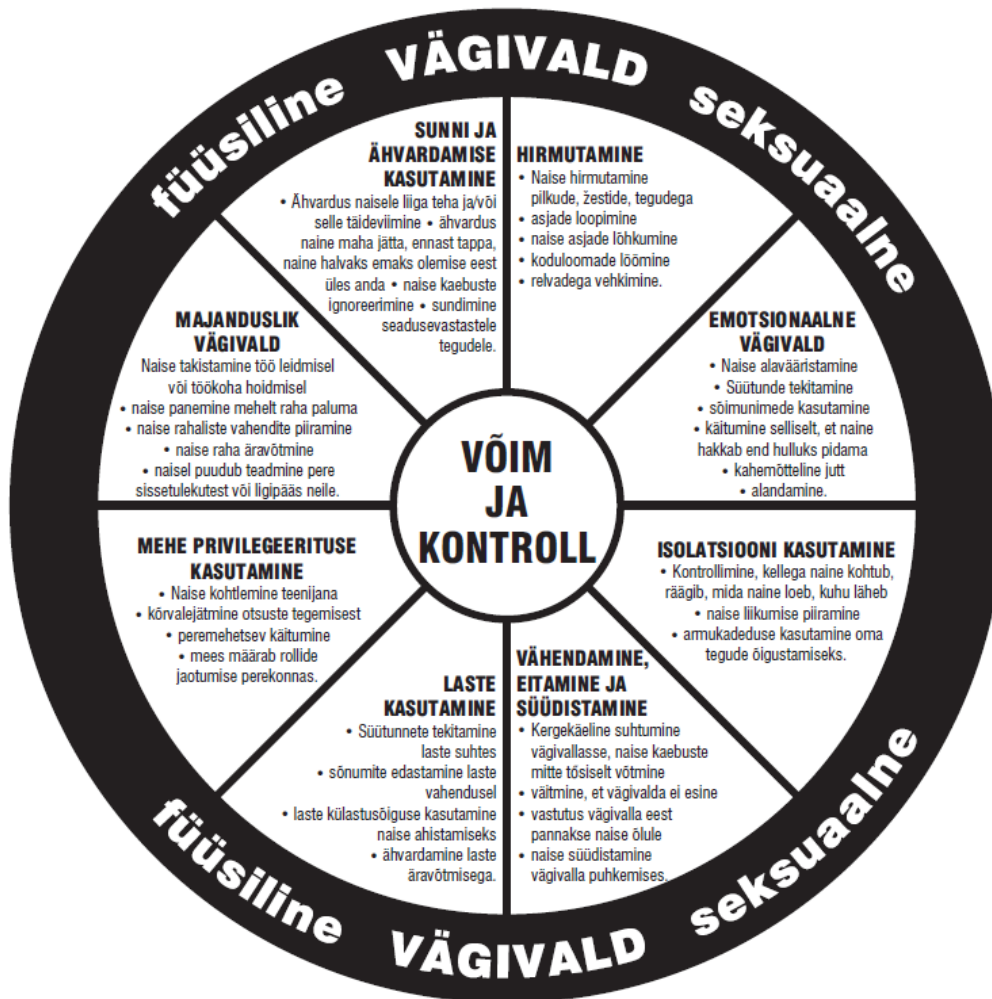 füüsiline VÄGIVALD seksuaalne
SUNNI JA
ÄHVARDAMISE
KASUTAMINE
• Ähvardus naisele liiga teha ja/või
selle täideviimine • ähvardus
naine maha jätta, ennast tappa,
naine halvaks emaks olemise eest
üles anda • naise kaebuste
ignoreerimine • sundimine
seadusevastastele
tegudele.
HIRMUTAMINE
• Naise hirmutamine
pilkude, žestide, tegudega
• asjade loopimine
• naise asjade lõhkumine
• koduloomade löömine
• relvadega vehkimine.
EMOTSIONAALNE
VÄGIVALD
• Naise alavääristamine
• Süütunde tekitamine
• sõimunimede kasutamine
• käitumine selliselt, et naine
hakkab end hulluks pidama
• kahemõtteline jutt
• alandamine.
ISOLATSIOONI KASUTAMINE
• Kontrollimine, kellega naine kohtub,
räägib, mida naine loeb, kuhu läheb
• naise liikumise piiramine
• armukadeduse kasutamine oma
tegude õigustamiseks.
VÄHENDAMINE,
EITAMINE JA
SÜÜDISTAMINE
• Kergekäeline suhtumine
vägivallasse, naise kaebuste
mitte tõsiselt võtmine
• väitmine, et vägivalda ei esine
• vastutus vägivalla eest
pannakse naise õlule
• naise süüdistamine
vägivalla puhkemises.
LASTE
KASUTAMINE
• Süütunnete tekitamine
laste suhtes
• sõnumite edastamine laste
vahendusel
• laste külastusõiguse kasutamine
naise ahistamiseks
• ähvardamine laste
äravõtmisega.
MEHE PRIVILEGEERITUSE
KASUTAMINE
• Naise kohtlemine teenijana
• kõrvalejätmine otsuste tegemisest
• peremehetsev käitumine
• mees määrab rollide
jaotumise perekonnas.
MAJANDUSLIK
VÄGIVALD
Naise takistamine töö leidmisel
või töökoha hoidmisel
• naise panemine mehelt raha paluma
• naise rahaliste vahendite piiramine
• naise raha äravõtmine
• naisel puudub teadmine pere
sissetulekutest või ligipääs neile.
VÕIM
JA
KONTROLL
füüsiline VÄGIVALD seksuaalne